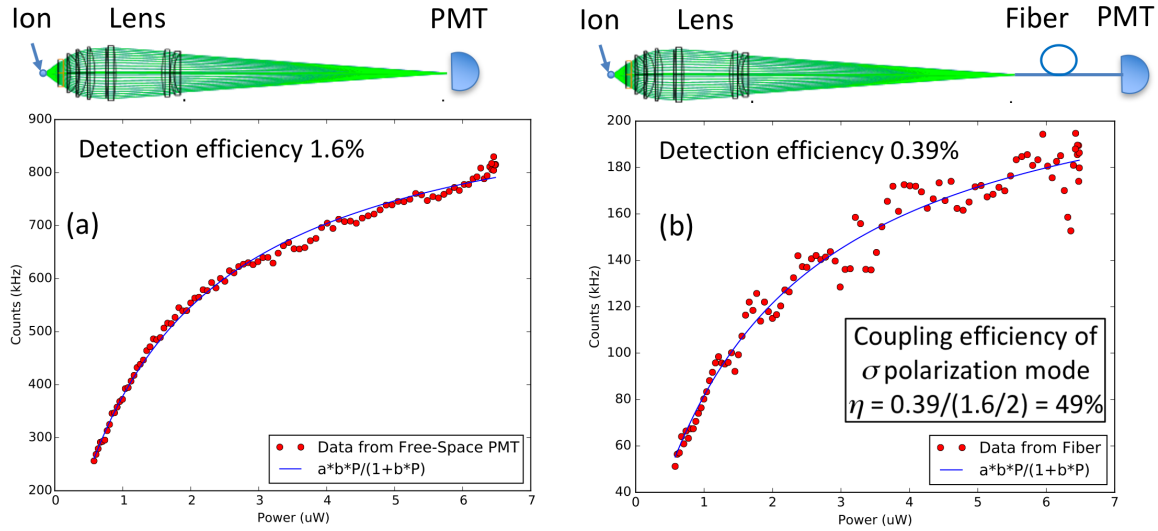 Ion
Lens
PMT
Detection efficiency 1.6%
(a)
900
800
700
600
500
400
300
200
Counts (kHz)
Data from Free-Space PMT
a*b*P/(1+b*P)
0
1
2
3
4
5
6
7
Power (uW)
Ion
Lens
Fiber
PMT
Detection efficiency 0.39%
(b)
200
180
160
140
120
100
80
60
40
Counts (kHz)
Coupling efficiency of
σ polarization mode
η = 0.39/(1.6/2) = 49%
Data from Fiber
a*b*P/(1+b*P)
0
1
2
3
4
5
6
7
Power (uW)